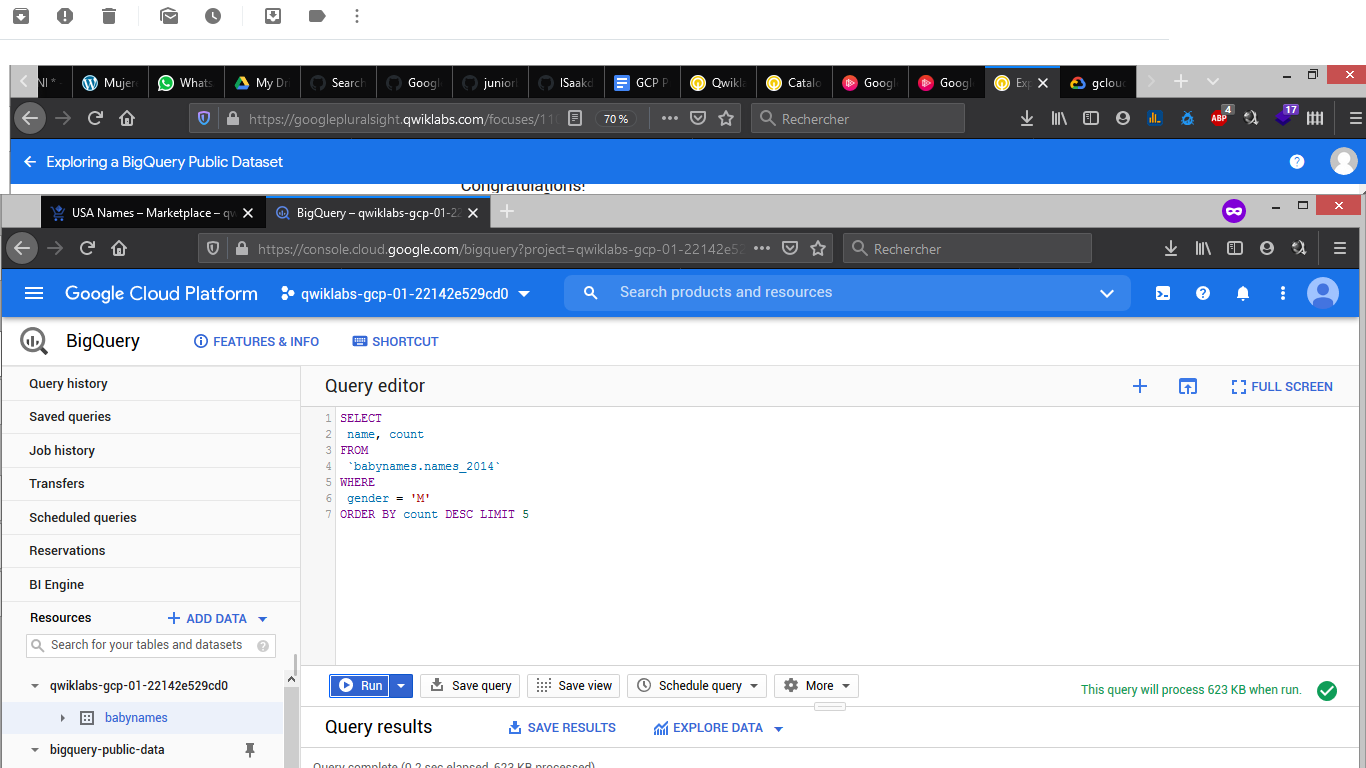 NI *
Mujer
Whats
My Dr
Search
Google
junior
ISaakd
GCP P
Qwikla
Catalo
Google
Google
Exp
gclou
https://googlepluralsight.qwiklabs.com/focuses/11
70 %
Rechercher
ABP
4
17
Exploring a BigQuery Public Dataset
Congratulations!
USA Names – Marketplace – qw
BigQuery – qwiklabs-gcp-01-22
https://console.cloud.google.com/bigquery?project=qwiklabs-gcp-01-22142e52
Rechercher
Google Cloud Platform
qwiklabs-gcp-01-22142e529cd0
Search products and resources
BigQuery
FEATURES & INFO
SHORTCUT
Query history
Saved queries
Job history
Transfers
Scheduled queries
Reservations
BI Engine
Resources
ADD DATA
Search for your tables and datasets
qwiklabs-gcp-01-22142e529cd0
babynames
bigquery-public-data
Query editor
FULL SCREEN
1 SELECT
2 name, count
3 FROM
4 `babynames.names_2014`
5 WHERE
6 gender = 'M'
7 ORDER BY count DESC LIMIT 5
Run
Save query
Save view
Schedule query
More
This query will process 623 KB when run.
Query results
SAVE RESULTS
EXPLORE DATA
Query complete (0.2 sec elapsed, 623 KB processed)